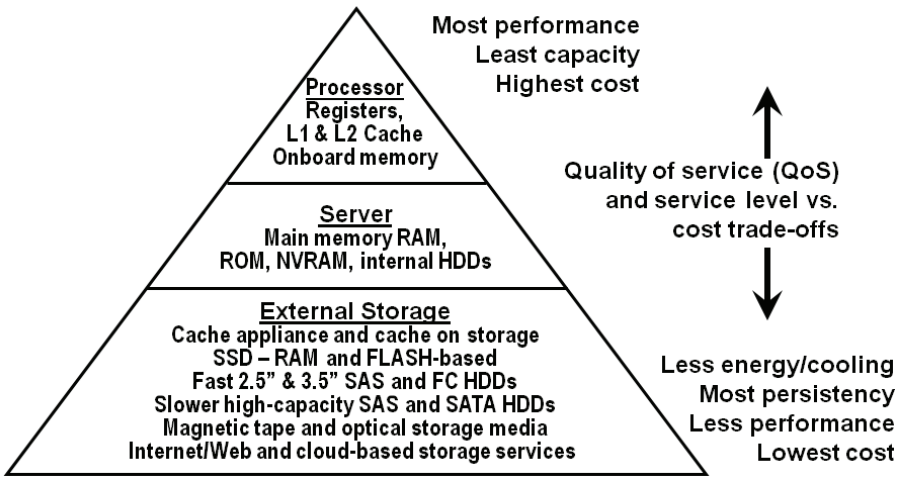 Most performance
Least capacity
Highest cost
Processor
Registers,
L1 & L2 Cache
Onboard memory
Quality of service (QoS)
and service level vs.
cost trade-offs
Server
Main memory RAM,
ROM, NVRAM, internal HDDs
External Storage
Cache appliance and cache on storage
SSD – RAM and FLASH-based
Fast 2.5” & 3.5” SAS and FC HDDs
Slower high-capacity SAS and SATA HDDs
Magnetic tape and optical storage media
Internet/Web and cloud-based storage services
Less energy/cooling
Most persistency
Less performance
Lowest cost